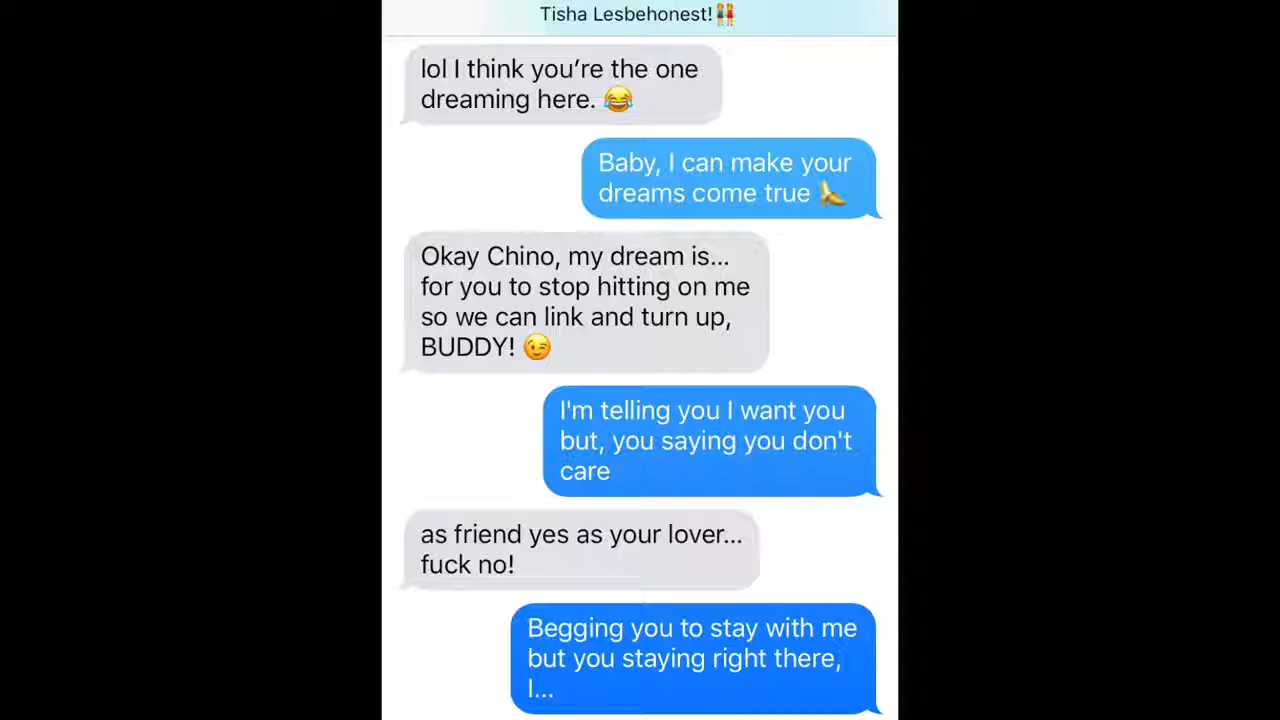 Tisha Lesbehonest!👭
lol I think you’re the one
dreaming here. 😂
Baby, I can make your
dreams come true 🍌
Okay Chino, my dream is...
for you to stop hitting on me
so we can link and turn up,
BUDDY! 😉
I'm telling you I want you
but, you saying you don't
care
as friend yes as your lover...
fuck no!
Begging you to stay with me
but you staying right there,
I...